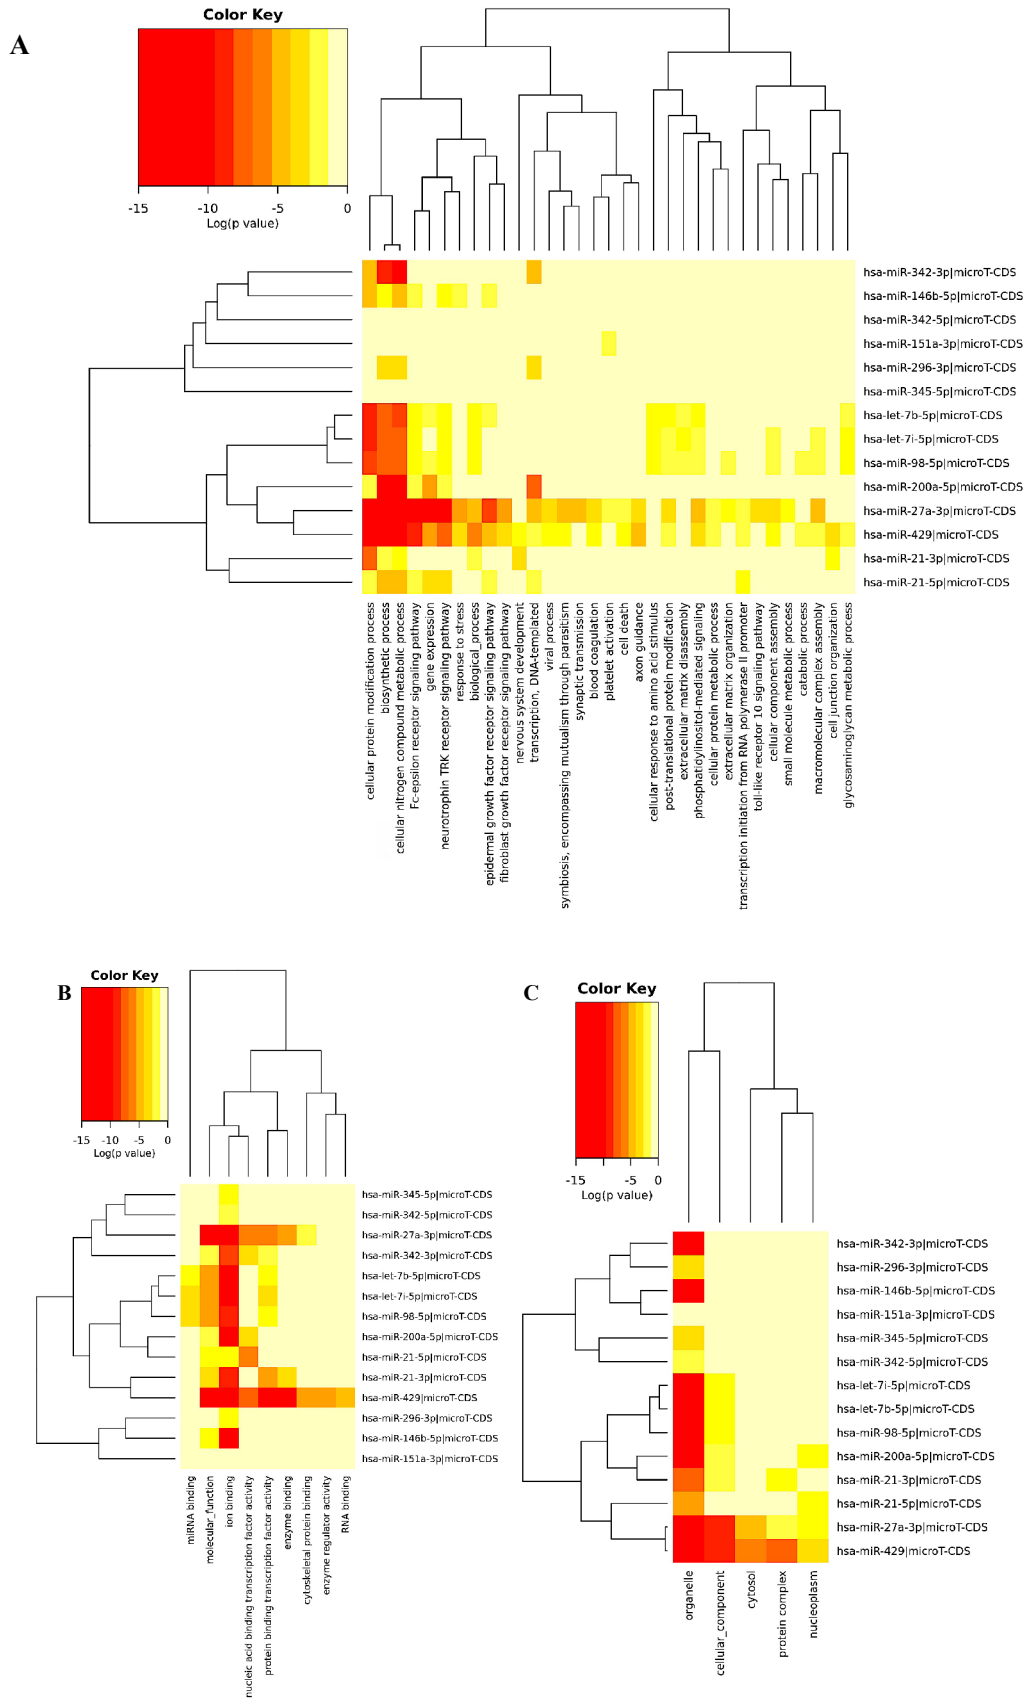 A
Color Key
-15
-10
-5
0
Log(p value)
hsa-miR-342-3p|microT-CDS
hsa-miR-146b-5p|microT-CDS
hsa-miR-342-5p|microT-CDS
hsa-miR-151a-3p|microT-CDS
hsa-miR-296-3p|microT-CDS
hsa-miR-345-5p|microT-CDS
hsa-let-7b-5p|microT-CDS
hsa-let-7i-5p|microT-CDS
hsa-miR-98-5p|microT-CDS
hsa-miR-200a-5p|microT-CDS
hsa-miR-27a-3p|microT-CDS
hsa-miR-429|microT-CDS
hsa-miR-21-3p|microT-CDS
hsa-miR-21-5p|microT-CDS
cellular protein modification process
biosynthetic process
cellular nitrogen compound metabolic process
Fc-epsilon receptor signaling pathway
gene expression
neurotrophin TRK receptor signaling pathway
response to stress
biological_process
epidermal growth factor receptor signaling pathway
fibroblast growth factor receptor signaling pathway
nervous system development
transcription, DNA-templated
viral process
symbiosis, encompassing mutualism through parasitism
synaptic transmission
blood coagulation
platelet activation
cell death
axon guidance
cellular response to amino acid stimulus
post-translational protein modification
extracellular matrix disassembly
phosphatidylinositol-mediated signaling
cellular protein metabolic process
extracellular matrix organization
transcription initiation from RNA polymerase II promoter
toll-like receptor 10 signaling pathway
cellular component assembly
small molecule metabolic process
catabolic process
macromolecular complex assembly
cell junction organization
glycosaminoglycan metabolic process
B
Color Key
-15
-10
-5
0
Log(p value)
hsa-miR-345-5p|microT-CDS
hsa-miR-342-5p|microT-CDS
hsa-miR-27a-3p|microT-CDS
hsa-miR-342-3p|microT-CDS
hsa-let-7b-5p|microT-CDS
hsa-let-7i-5p|microT-CDS
hsa-miR-98-5p|microT-CDS
hsa-miR-200a-5p|microT-CDS
hsa-miR-21-5p|microT-CDS
hsa-miR-21-3p|microT-CDS
hsa-miR-429|microT-CDS
hsa-miR-296-3p|microT-CDS
hsa-miR-146b-5p|microT-CDS
hsa-miR-151a-3p|microT-CDS
miRNA binding
molecular_function
ion binding
nucleic acid binding transcription factor activity
protein binding transcription factor activity
enzyme binding
cytoskeletal protein binding
enzyme regulator activity
RNA binding
C
Color Key
-15
-5
0
Log(p value)
hsa-miR-342-3p|microT-CDS
hsa-miR-296-3p|microT-CDS
hsa-miR-146b-5p|microT-CDS
hsa-miR-151a-3p|microT-CDS
hsa-miR-345-5p|microT-CDS
hsa-miR-342-5p|microT-CDS
hsa-let-7i-5p|microT-CDS
hsa-let-7b-5p|microT-CDS
hsa-miR-98-5p|microT-CDS
hsa-miR-200a-5p|microT-CDS
hsa-miR-21-3p|microT-CDS
hsa-miR-21-5p|microT-CDS
hsa-miR-27a-3p|microT-CDS
hsa-miR-429|microT-CDS
organelle
cellular_component
cytosol
protein complex
nucleoplasm